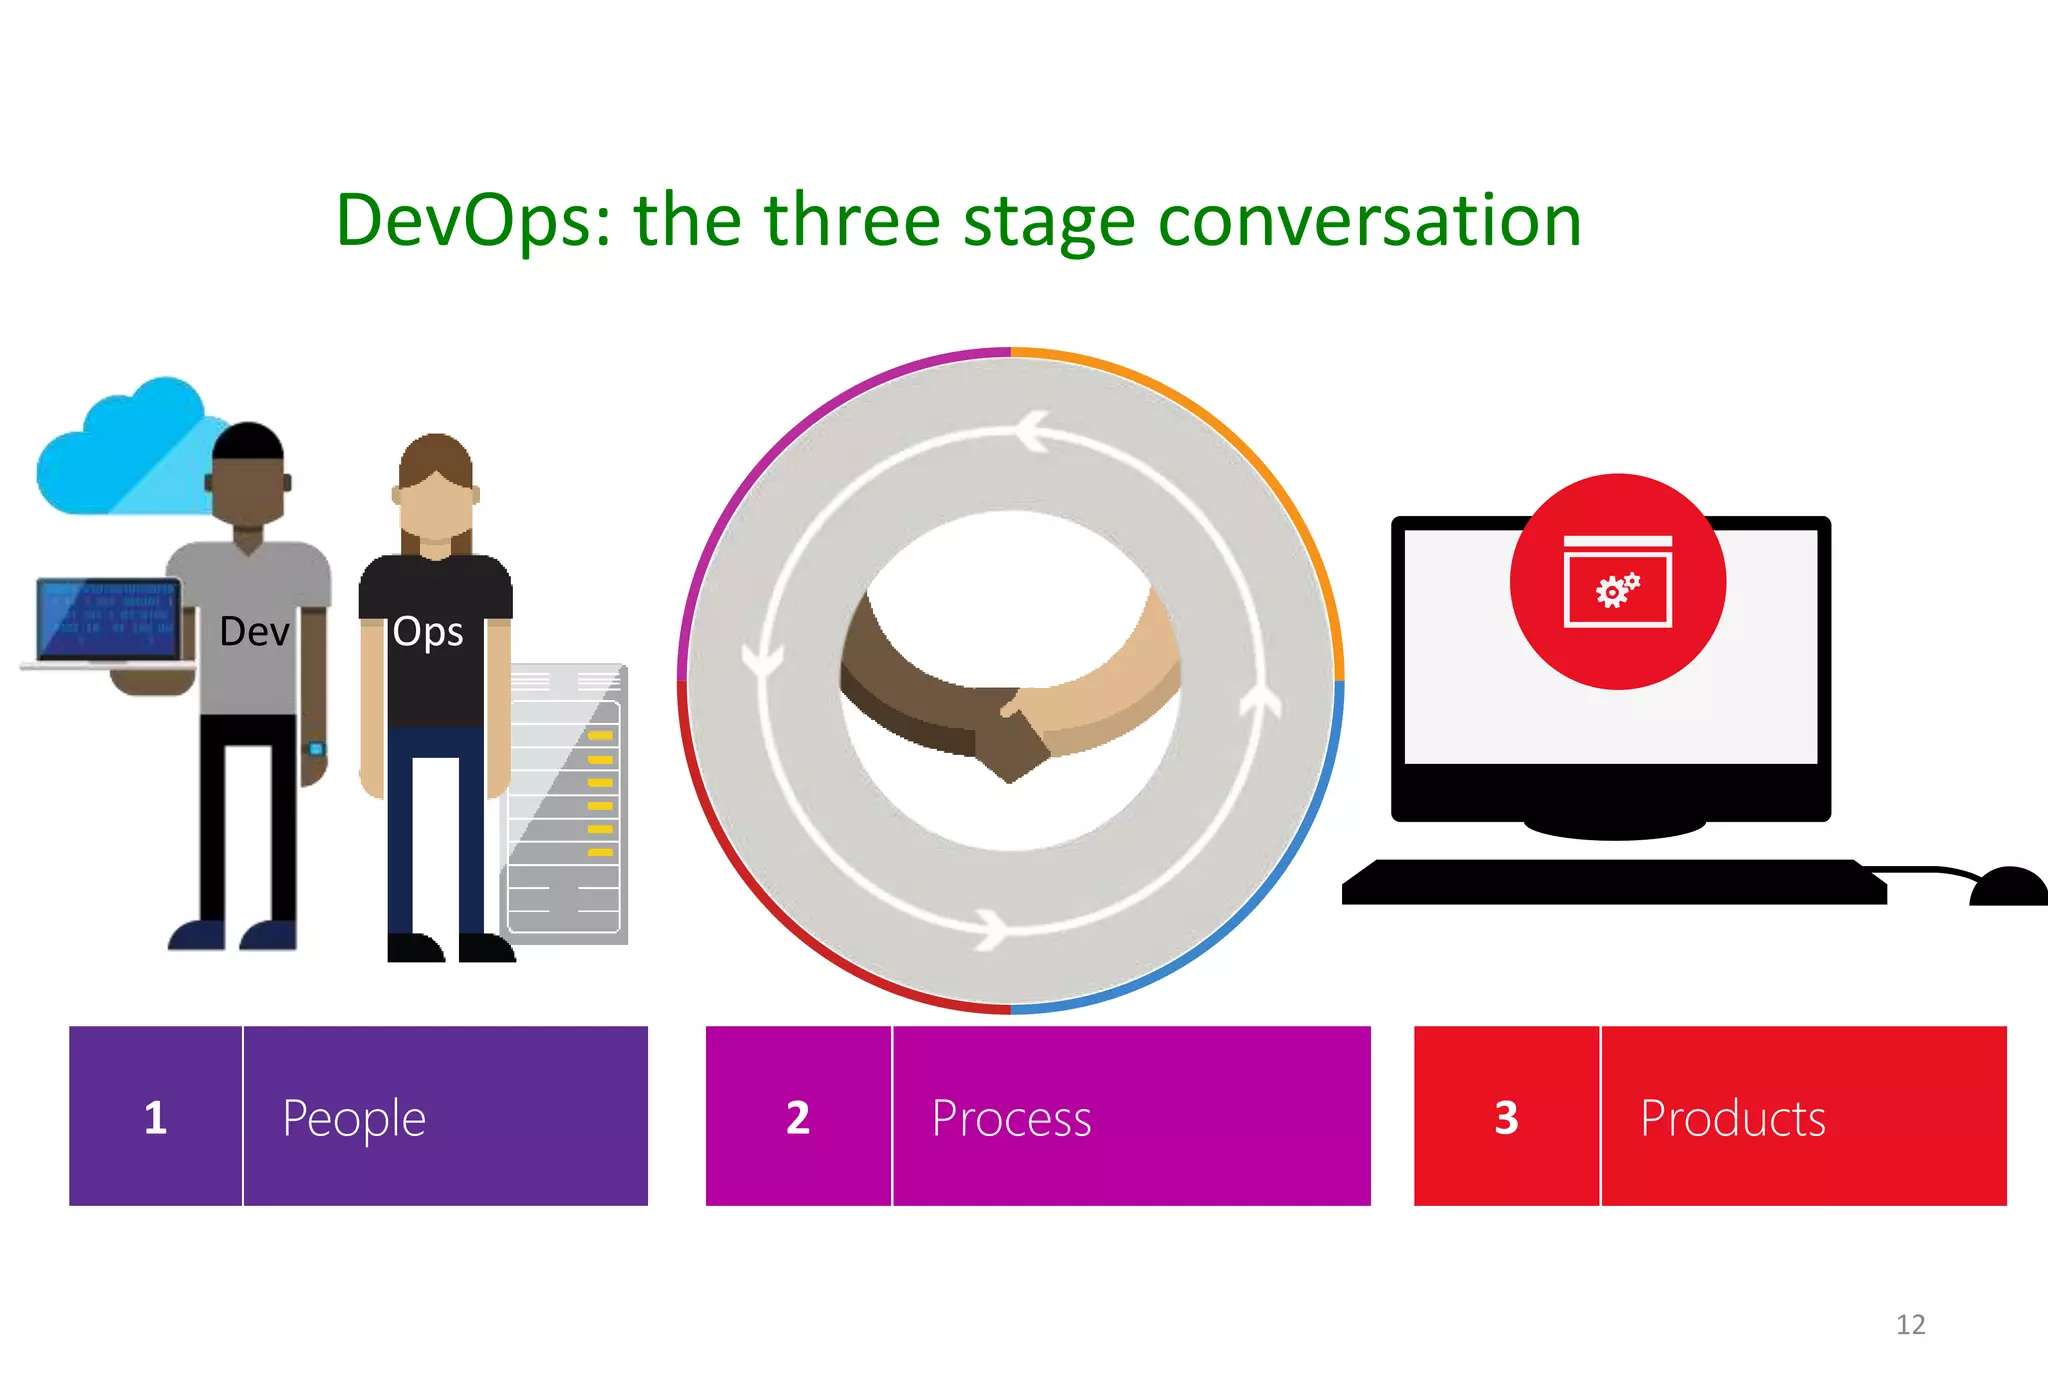 DevOps: the three stage conversation
Dev
Ops
1 People
2 Process
3 Products
12